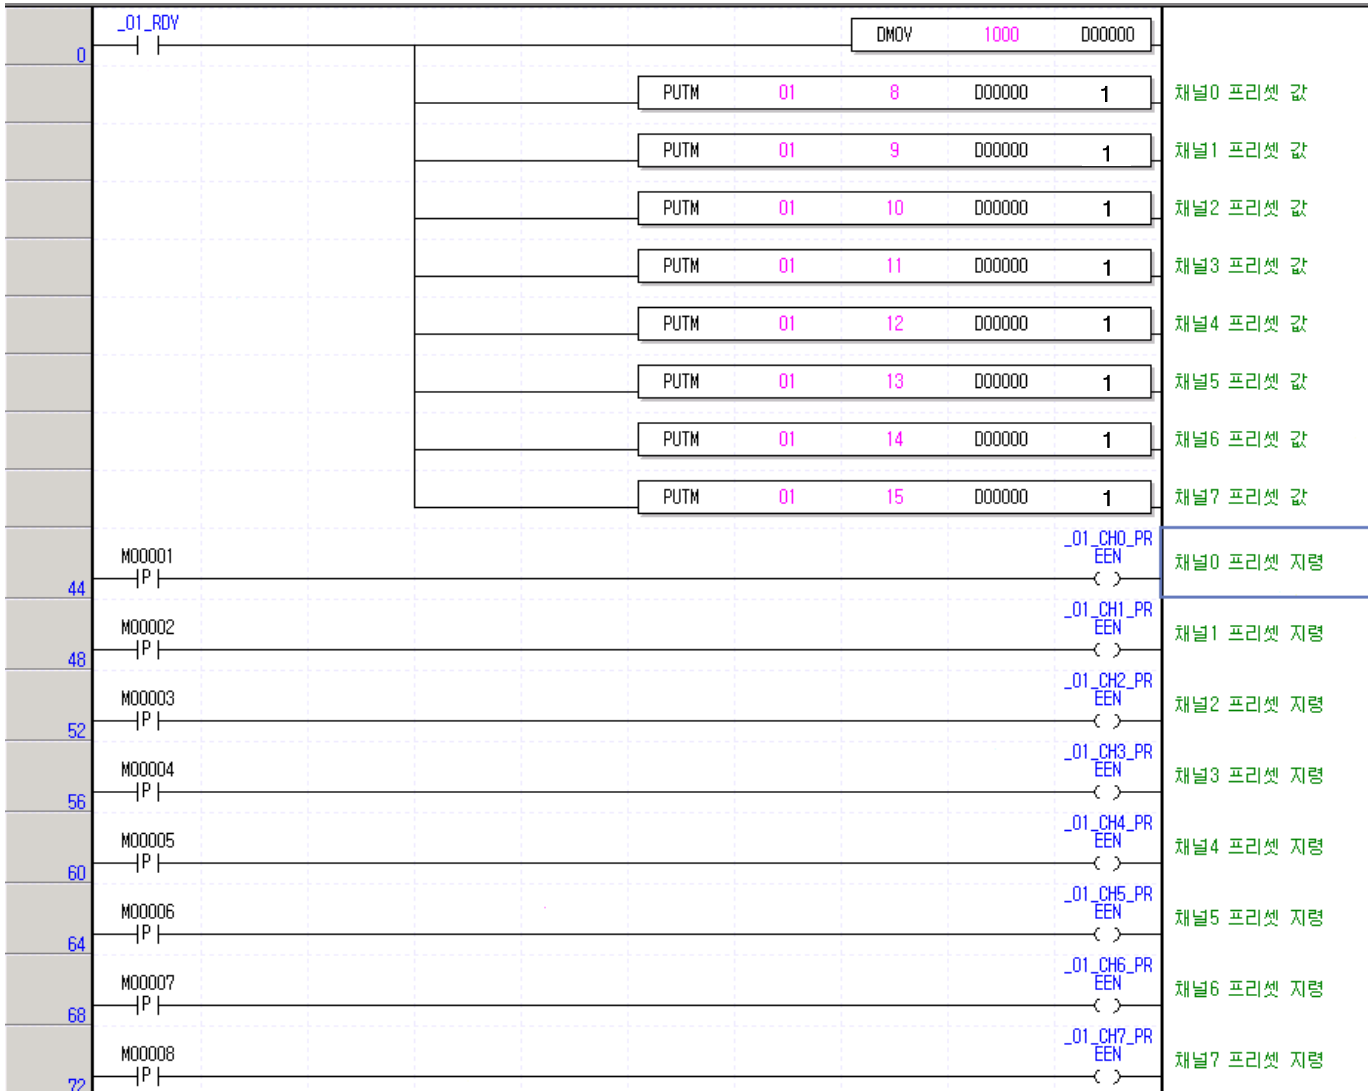 _01_RDY
0 DMOV 1000 D00000
PUTM 01 8 D00000 1 채널0 프리셋 값
PUTM 01 9 D00000 1 채널1 프리셋 값
PUTM 01 10 D00000 1 채널2 프리셋 값
PUTM 01 11 D00000 1 채널3 프리셋 값
PUTM 01 12 D00000 1 채널4 프리셋 값
PUTM 01 13 D00000 1 채널5 프리셋 값
PUTM 01 14 D00000 1 채널6 프리셋 값
PUTM 01 15 D00000 1 채널7 프리셋 값
_01_CH0_PR
M00001 EEN 채널0 프리셋 지령
44 P
_01_CH1_PR
M00002 EEN 채널1 프리셋 지령
48 P
_01_CH2_PR
M00003 EEN 채널2 프리셋 지령
52 P
_01_CH3_PR
M00004 EEN 채널3 프리셋 지령
56 P
_01_CH4_PR
M00005 EEN 채널4 프리셋 지령
60 P
_01_CH5_PR
M00006 EEN 채널5 프리셋 지령
64 P
_01_CH6_PR
M00007 EEN 채널6 프리셋 지령
68 P
_01_CH7_PR
M00008 EEN 채널7 프리셋 지령
72 P